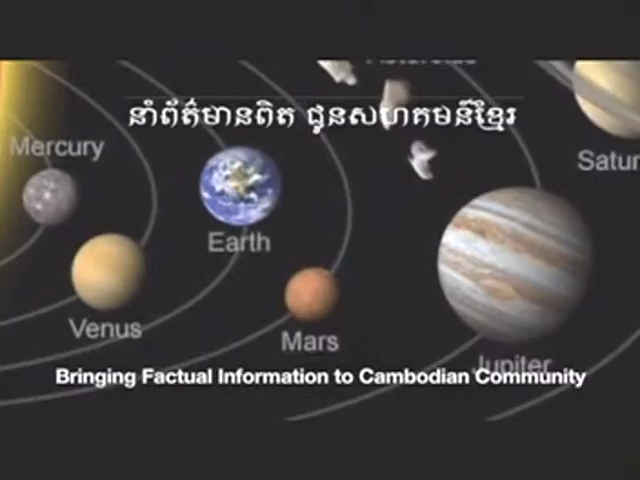 នាំព័ត៌មានពិត ជូនសហគមន៏ខ្មែរ
Mercury
Earth
Venus
Mars
Jupiter
Bringing Factual Information to Cambodian Community